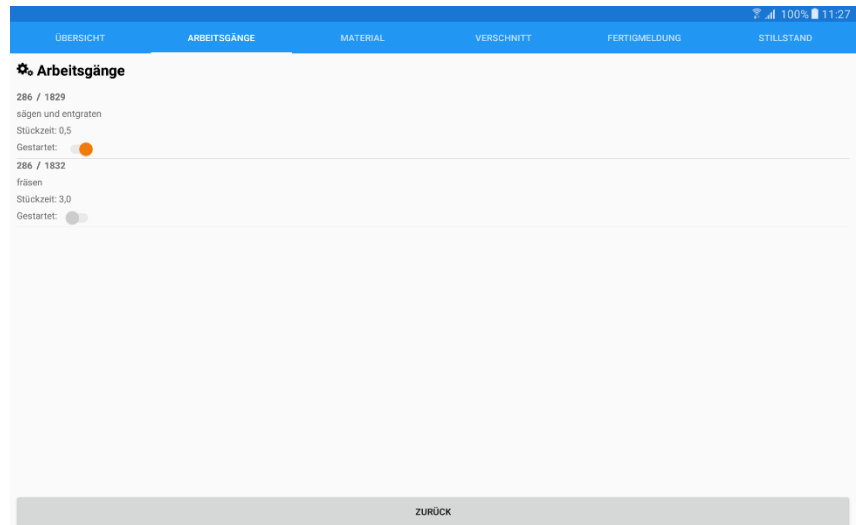 100% 11:27
ÜBERSICHT ARBEITSGÄNGE MATERIAL VERSCHNITT FERTIGMELDUNG STILLSTAND
Arbeitsgänge
286 / 1829
sägen und entgraten
Stückzeit: 0,5
Gestartet:
286 / 1832
fräsen
Stückzeit: 3,0
Gestartet:
ZURÜCK